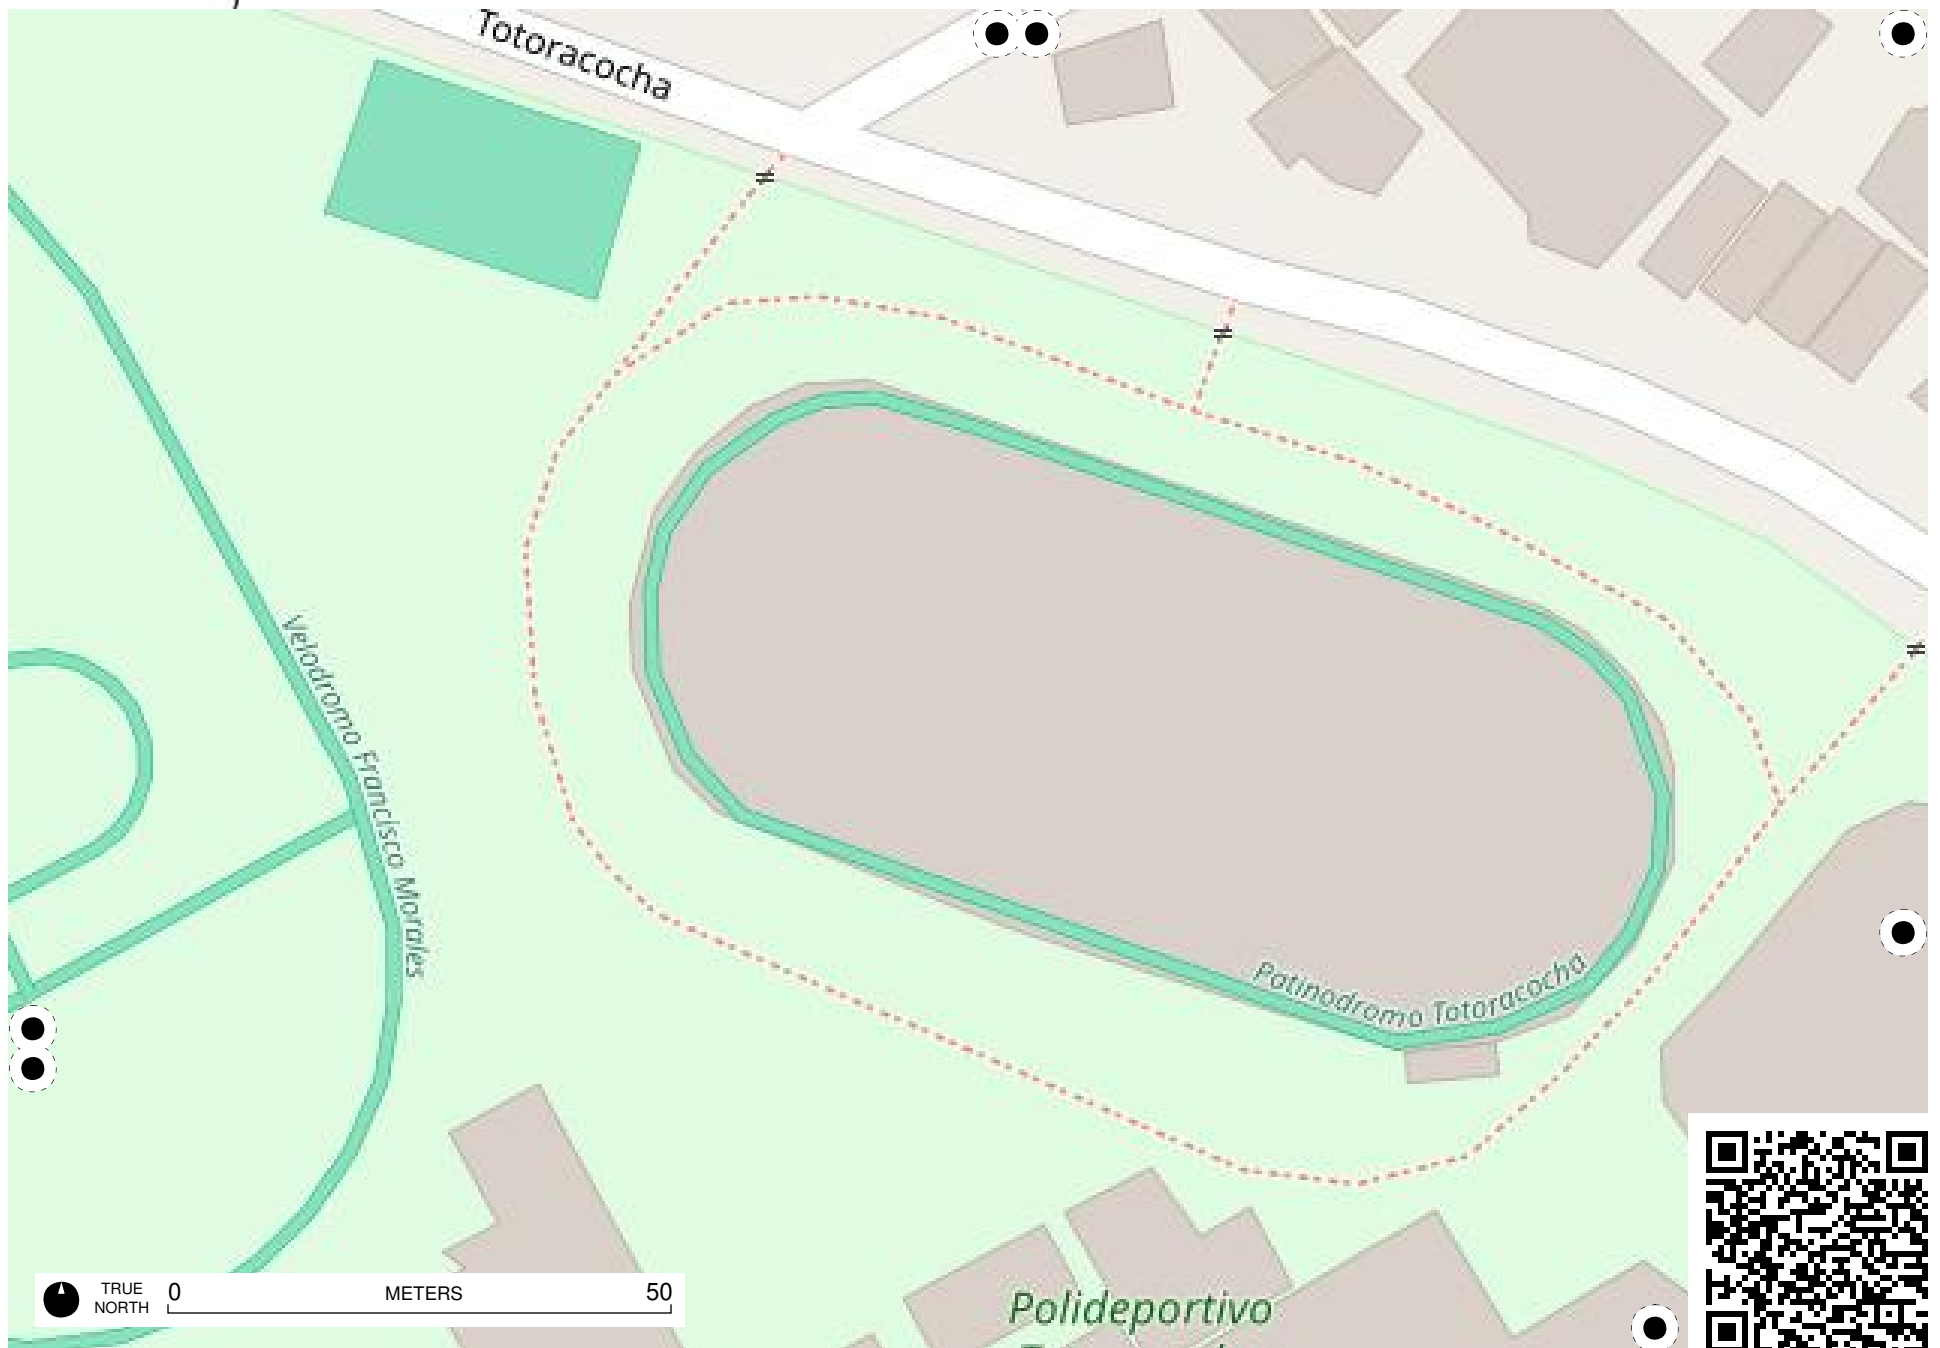 Totoracocha
Velodromo Francisco Morales
Patinodromo Totoracocha
TRUE
NORTH
0 METERS 50
Polideportivo